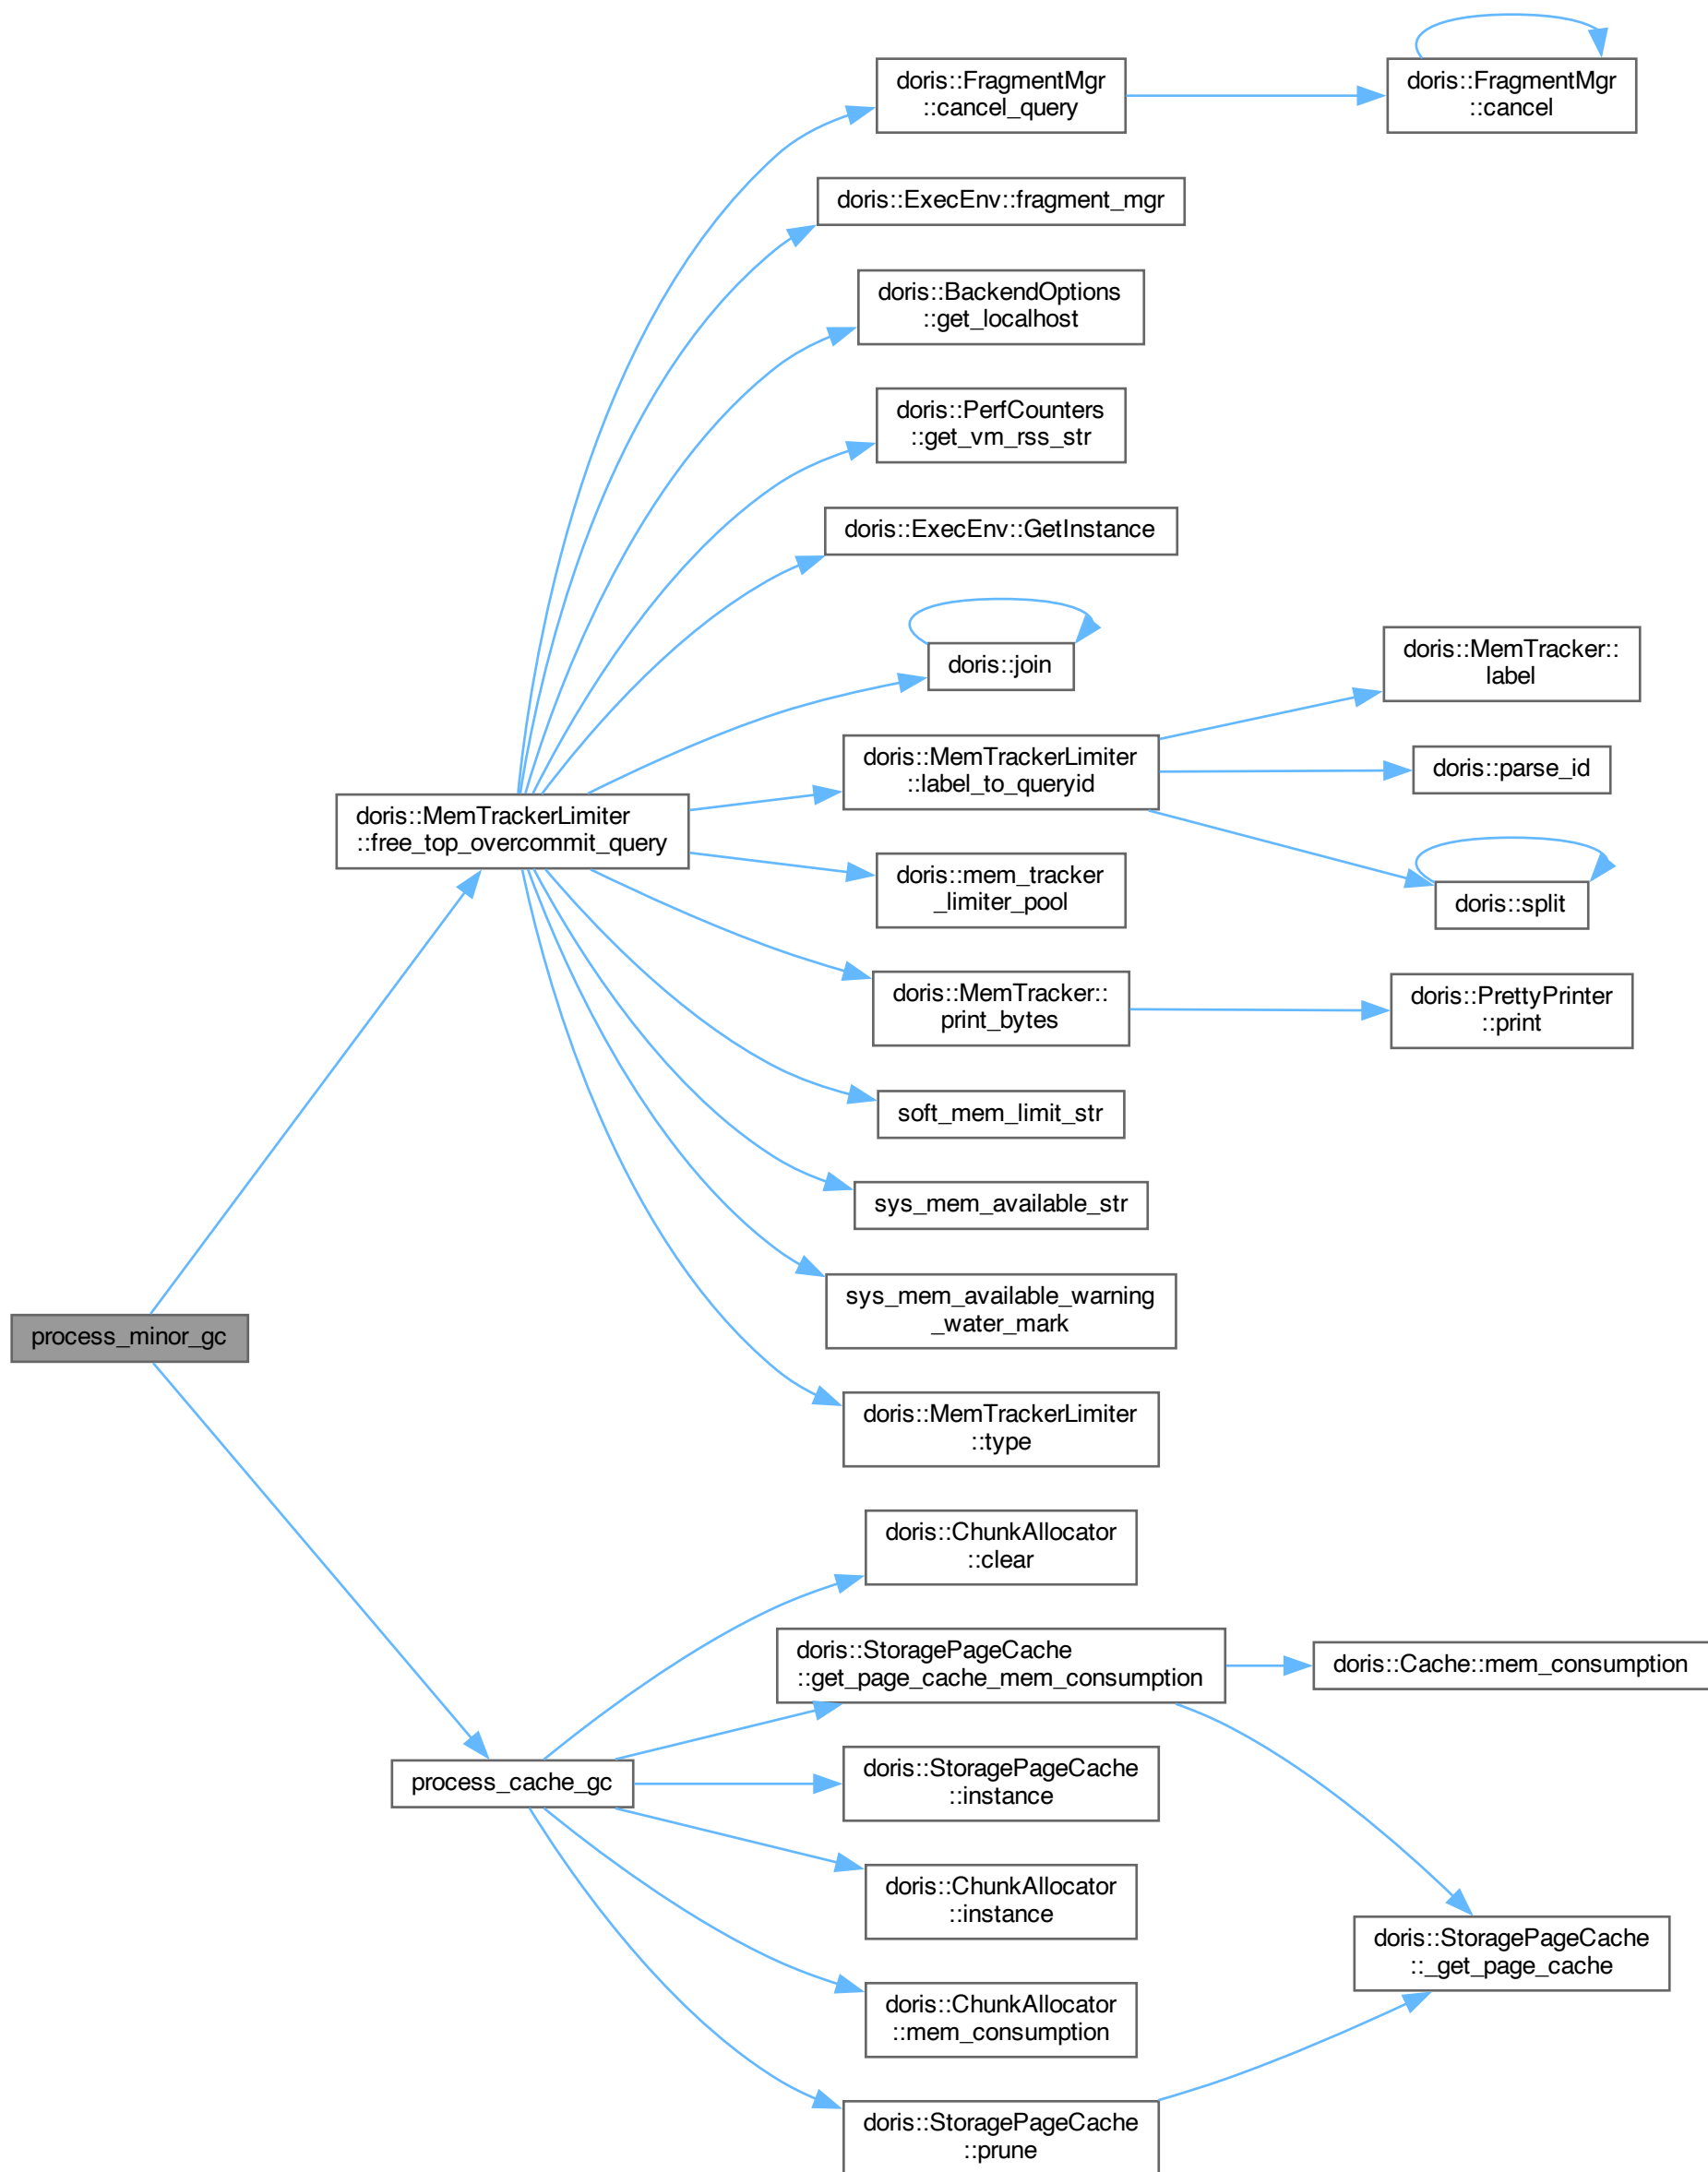 doris::FragmentMgr
::cancel_query
doris::FragmentMgr
::cancel
doris::ExecEnv::fragment_mgr
doris::BackendOptions
::get_localhost
doris::PerfCounters
::get_vm_rss_str
doris::ExecEnv::GetInstance
doris::join
doris::MemTracker::
label
doris::MemTrackerLimiter
::label_to_queryid
doris::parse_id
doris::MemTrackerLimiter
::free_top_overcommit_query
doris::mem_tracker
_limiter_pool
doris::split
doris::MemTracker::
print_bytes
doris::PrettyPrinter
::print
soft_mem_limit_str
sys_mem_available_str
sys_mem_available_warning
_water_mark
process_minor_gc
doris::MemTrackerLimiter
::type
doris::ChunkAllocator
::clear
doris::StoragePageCache
::get_page_cache_mem_consumption
doris::Cache::mem_consumption
process_cache_gc
doris::StoragePageCache
::instance
doris::ChunkAllocator
::instance
doris::StoragePageCache
::_get_page_cache
doris::ChunkAllocator
::mem_consumption
doris::StoragePageCache
::prune